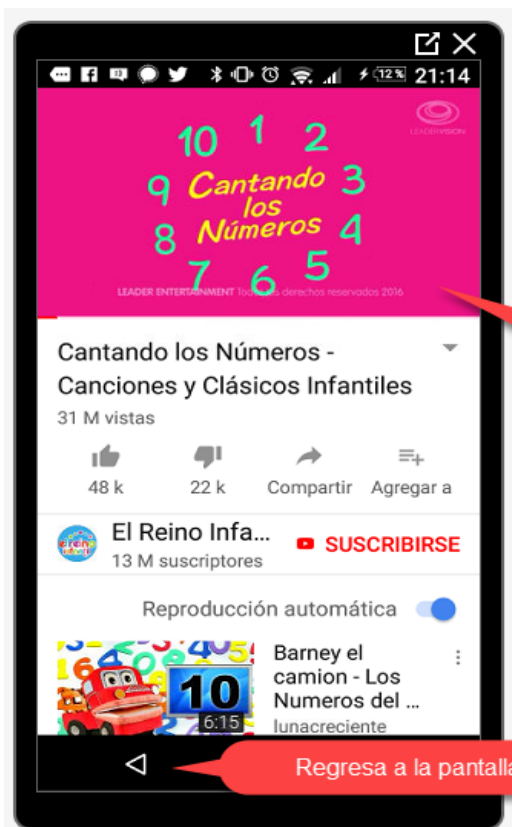 12% 21:14
10 1 2
LEADERVISION
9 Cantando 3
los
8 Números 4
7 6 5
LEADER ENTERTAINMENT Todos los derechos reservados 2016
Cantando los Números -
Canciones y Clásicos Infantiles
31 M vistas
48 k 22 k Compartir Agregar a
El Reino Infa...
SUSCRIBIRSE
13 M suscriptores
Reproducción automática
Barney el
camion - Los
Numeros del ...
lunacreciente
10
6:15
Regresa a la pantalla